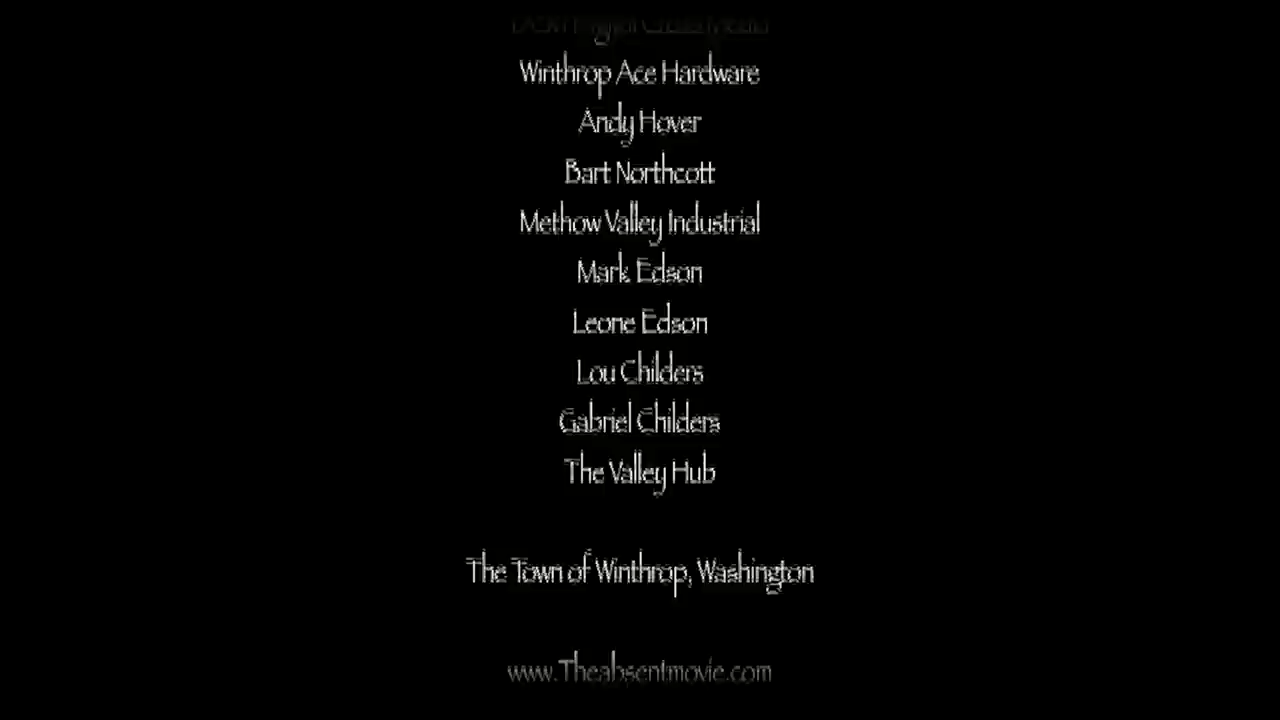 Winthrop Ace Hardware
Andy Hover
Bart Northcott
Methow Valley Industrial
Mark Edson
Leone Edson
Lou Childers
Gabriel Childers
The Valley Hub
The Town of Winthrop, Washington
www.Theabsentmovie.com